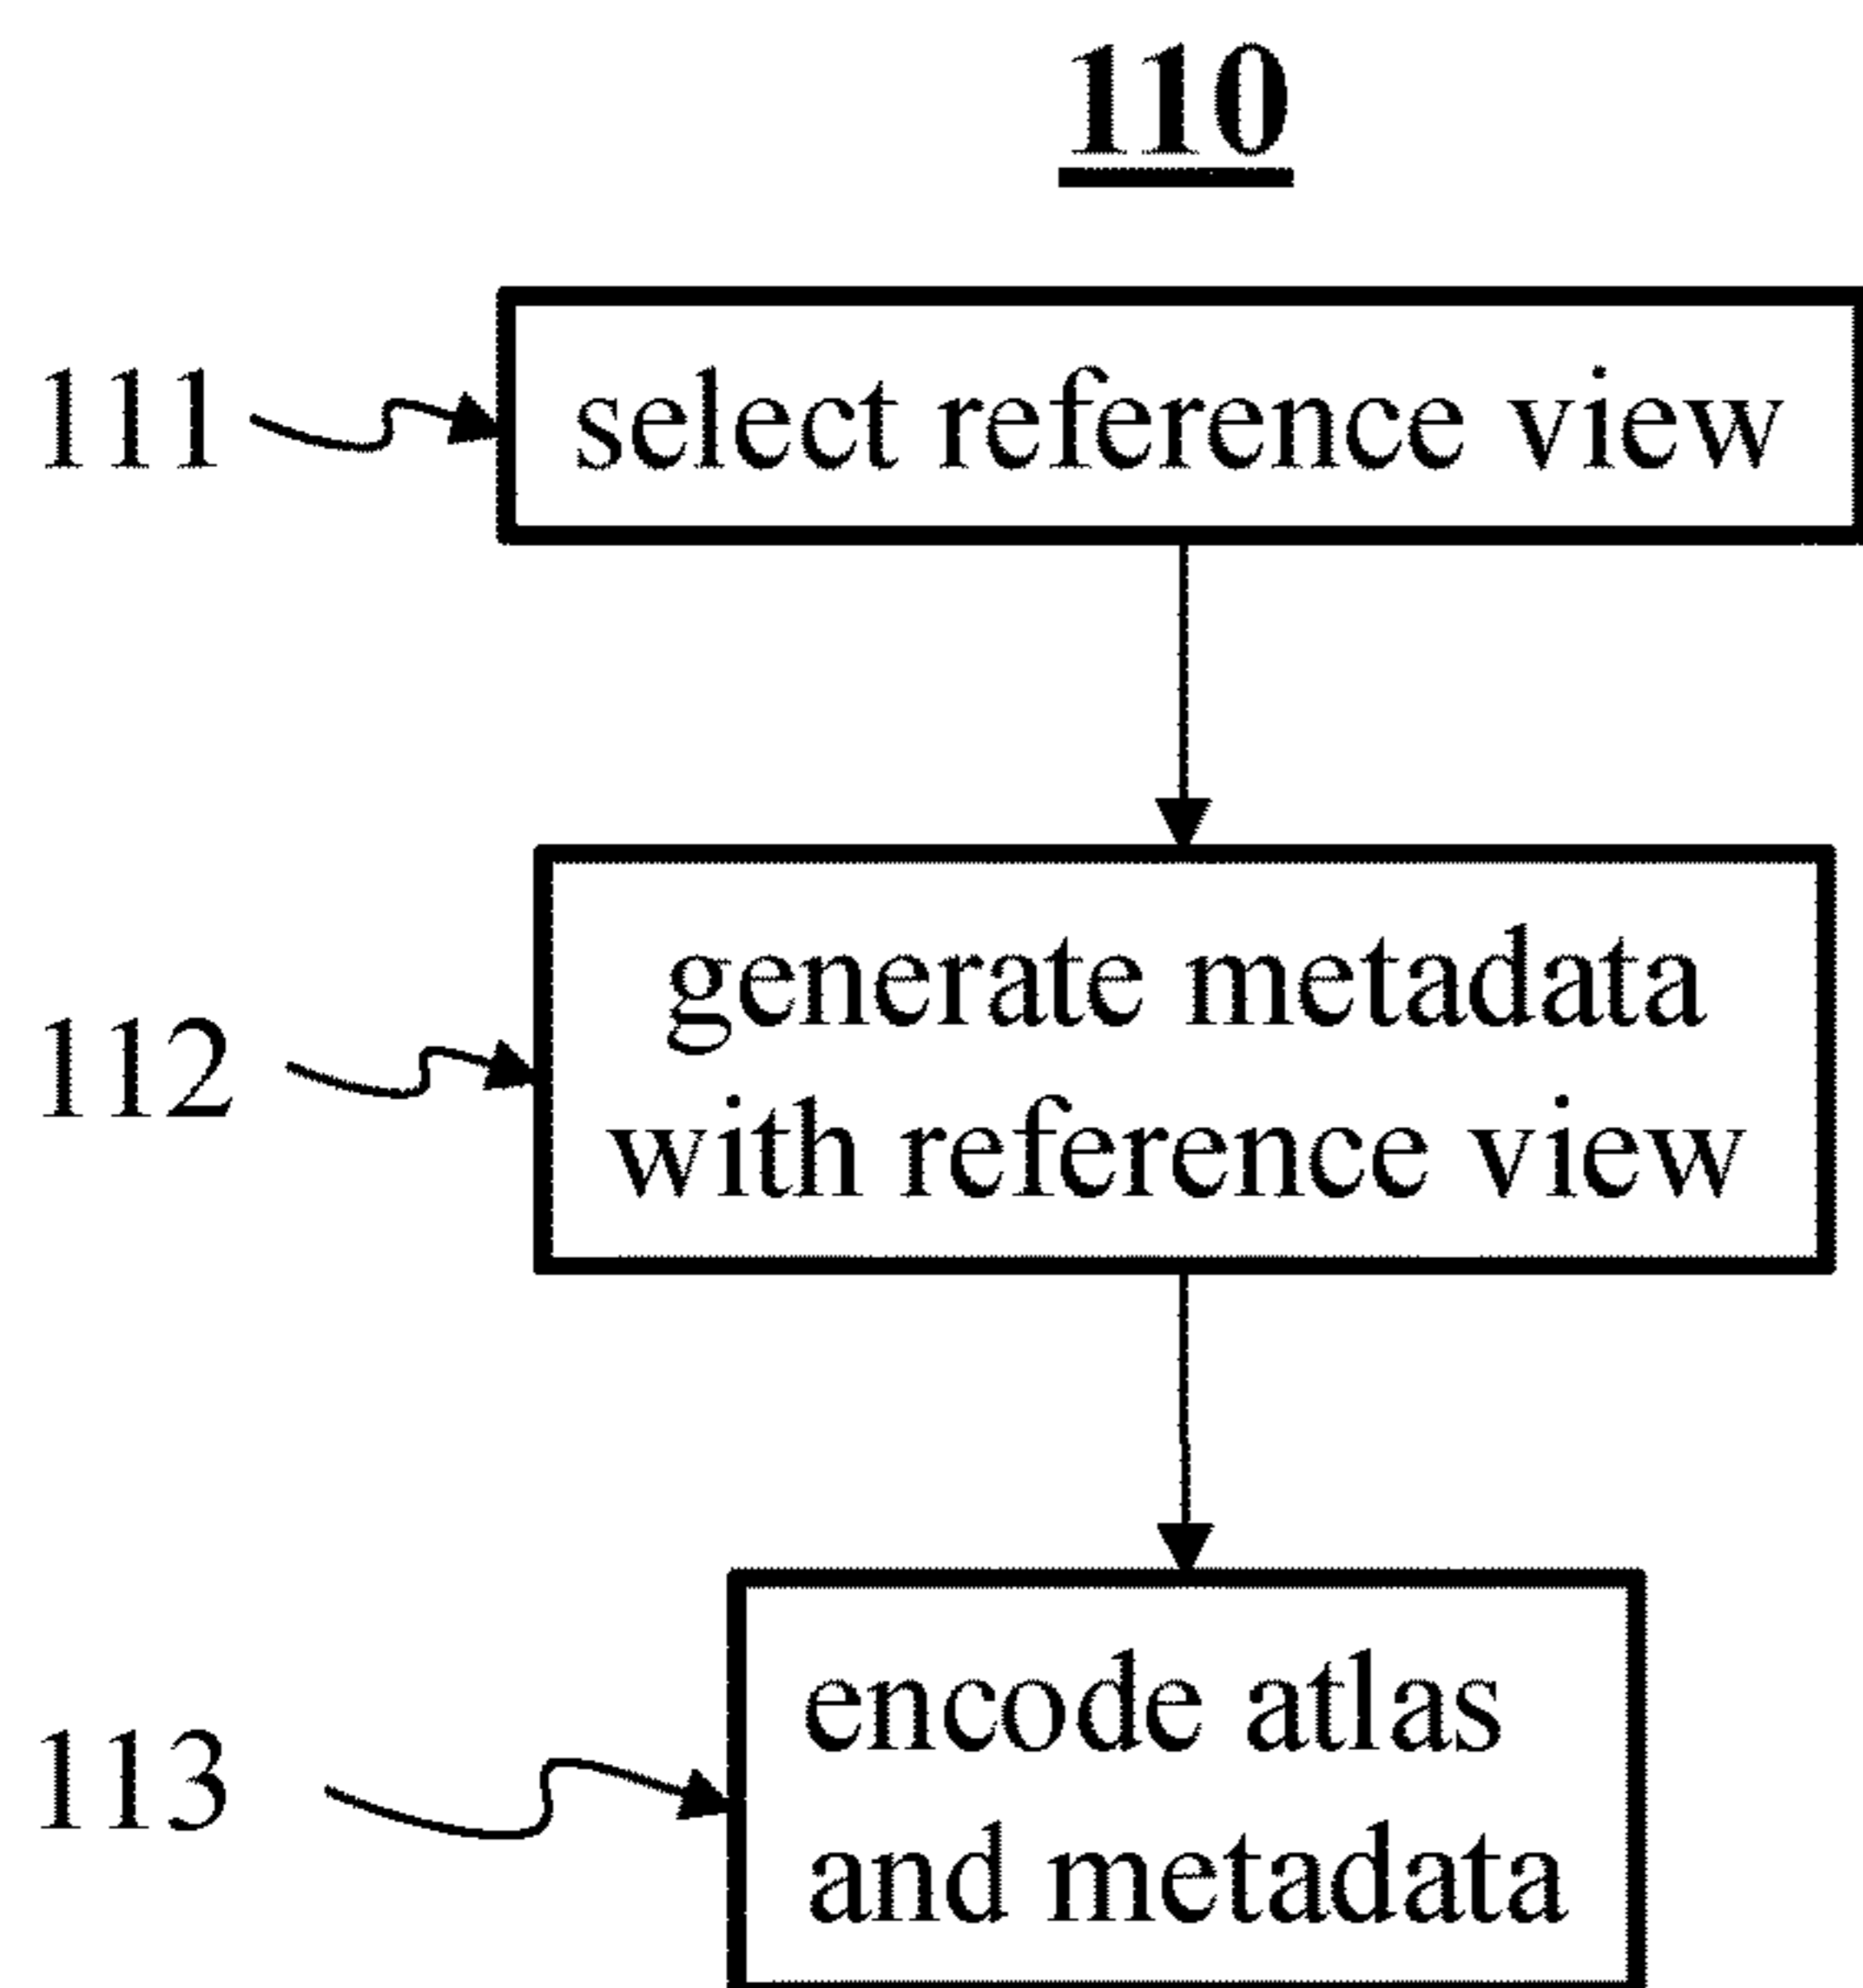 110
111
select reference view
112
generate metadata
with reference view
113
encode atlas
and metadata